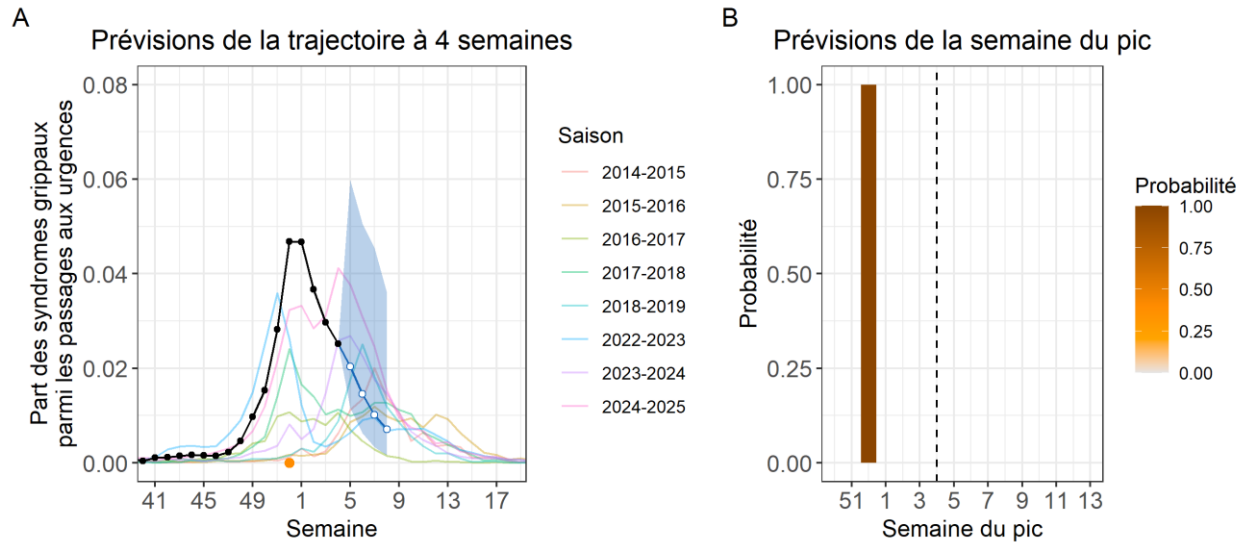 A
Prévisions de la trajectoire à 4 semaines
Part des syndromes grippaux
parmi les passages aux urgences
0.08
0.06
0.04
0.02
0.00
41 45 49 1 5 9 13 17
Semaine
Saison
2014-2015
2015-2016
2016-2017
2017-2018
2018-2019
2022-2023
2023-2024
2024-2025
B
Prévisions de la semaine du pic
Probabilité
1.00
0.75
0.50
0.25
0.00
51 1 3 5 7 9 11 13
Semaine du pic
Probabilité
1.00
0.75
0.50
0.25
0.00